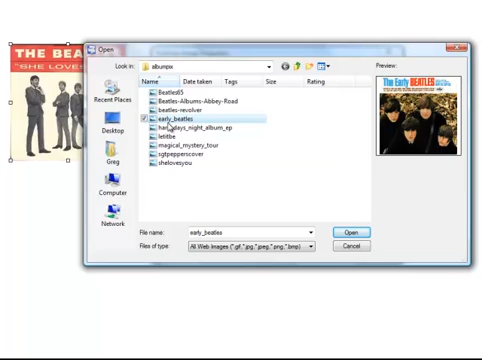 THE BEA
"SHE LOVES
Open
Look in:
albumpix
Preview:
Name
Date taken
Tags
Size
Rating
Recent Places
Desktop
Greg
Computer
Network
Beatles65
Beatles-Albums-Abbey-Road
beatles-revolver
early_beatles
days_night_album_ep
letitbe
magical_mystery_tour
sgtpepperscover
shelovesyou
The Early BEATLES
File name:
early_beatles
Open
Files of type:
All Web Images (*.gif,*.jpg,*.jpeg,*.png,*.bmp)
Cancel